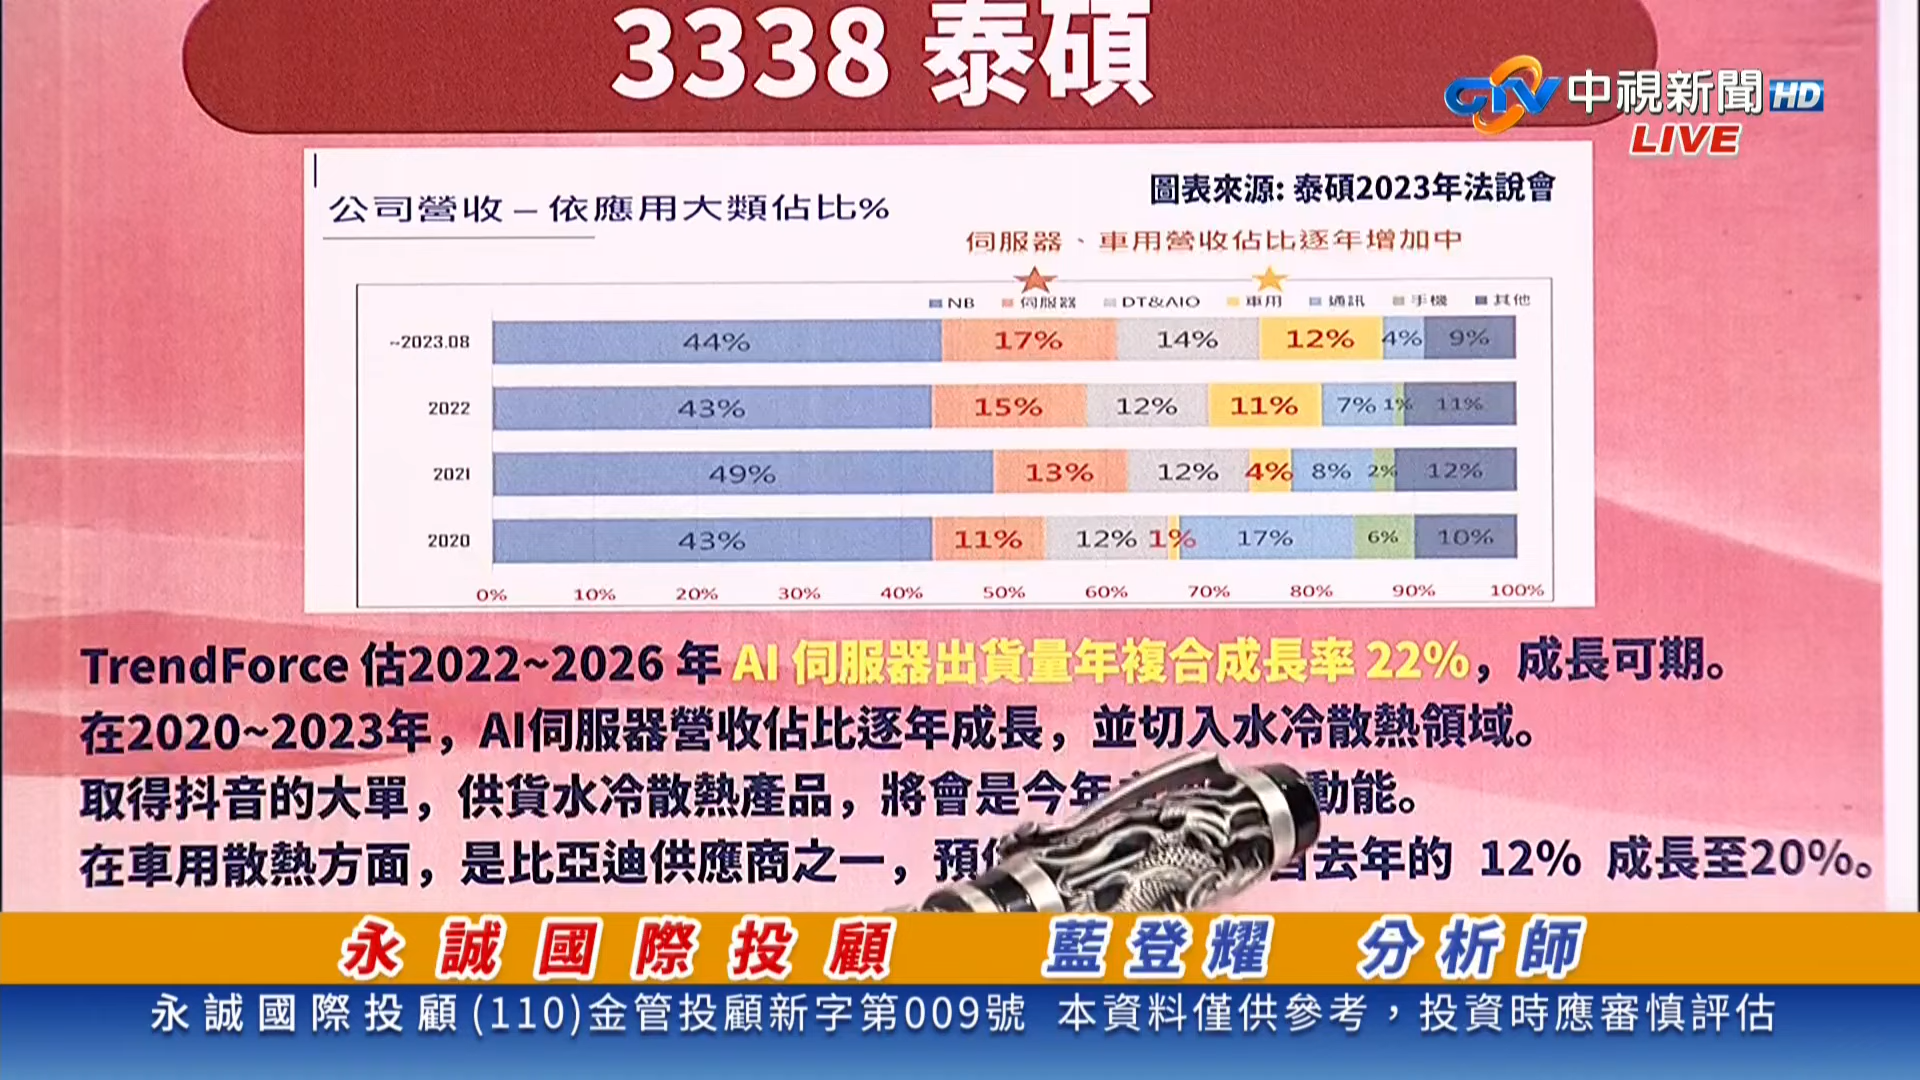 3338 泰碩
CTV 中視新聞 HD
LIVE
公司營收 – 依應用大類佔比%
圖表來源: 泰碩2023年法說會
伺服器、車用營收佔比逐年增加中
NB 伺服器 DT&AIO 車用 通訊 手機 其他
~2023.08 44% 17% 14% 12% 4% 9%
2022 43% 15% 12% 11% 7% 1% 11%
2021 49% 13% 12% 4% 8% 2% 12%
2020 43% 11% 12% 1% 17% 6% 10%
0% 10% 20% 30% 40% 50% 60% 70% 80% 90% 100%
TrendForce 估2022~2026 年 AI 伺服器出貨量年複合成長率 22%，成長可期。
在2020~2023年，AI伺服器營收佔比逐年成長，並切入水冷散熱領域。
取得抖音的大單，供貨水冷散熱產品，將會是今年 動能。
在車用散熱方面，是比亞迪供應商之一，預 去年的 12% 成長至20%。
永誠國際投顧 藍登耀 分析師
永誠國際投顧(110)金管投顧新字第009號 本資料僅供參考，投資時應審慎評估